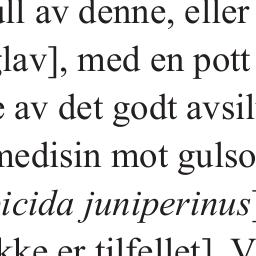 ull av denne, eller
glav], med en pott
e av det godt avsil
medisin mot gulso
icida juniperinus]
kke er tilfellet]. V